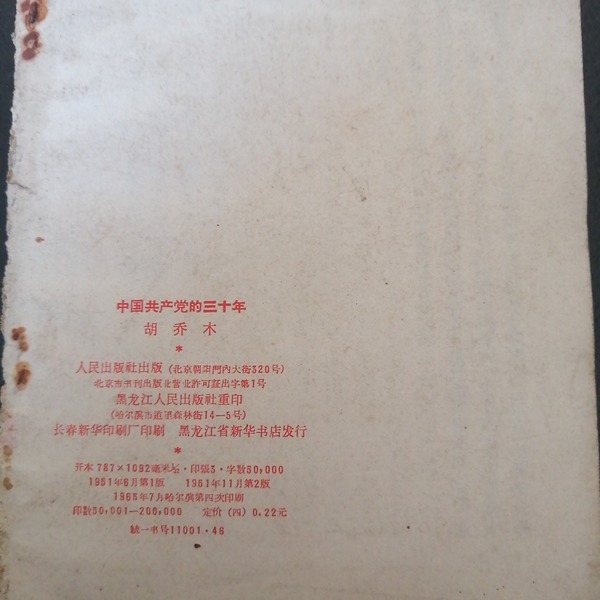 中国共产党的三十年
胡乔木
*
人民出版社出版（北京朝阳门内大街320号）
北京市书刊出版业营业許可証出字第1号
黑龙江人民出版社重印
（哈尔滨市道里森林街14—5号）
长春新华印刷厂印刷 黑龙江省新华书店发行
*
开本787×1092毫米 · 印張3 · 字数50,000
1951年6月第1版 1951年11月第2版
1965年7月哈尔滨第四次印刷
印数50,001—200,000 定价（四）0.22元
統一书号11001·46